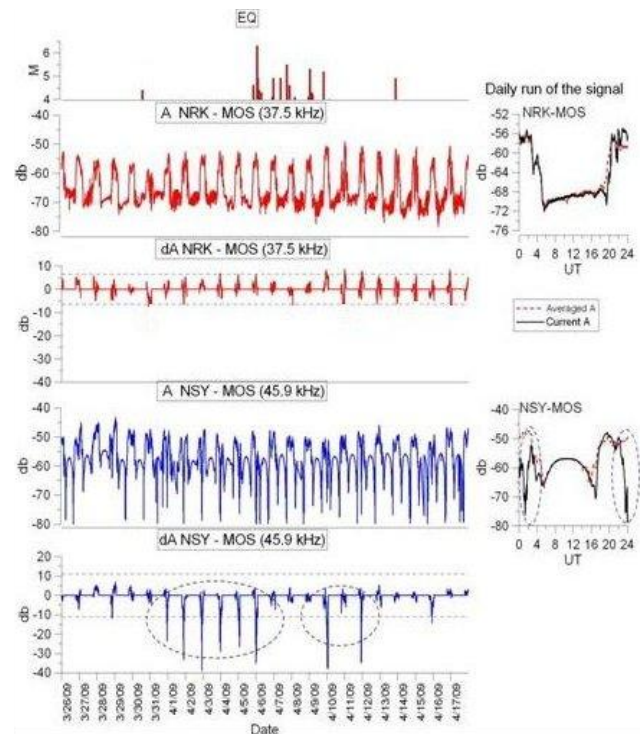 EQ
M
6
5
4
A NRK - MOS (37.5 kHz)
db
-40
-50
-60
-70
-80
dA NRK - MOS (37.5 kHz)
db
10
0
-10
-20
-30
-40
A NSY - MOS (45.9 kHz)
db
-40
-50
-60
-70
-80
dA NSY - MOS (45.9 kHz)
db
20
10
0
-10
-20
-30
-40
3/26/09
3/27/09
3/28/09
3/29/09
3/30/09
3/31/09
4/1/09
4/2/09
4/3/09
4/4/09
4/5/09
4/6/09
4/7/09
4/8/09
4/9/09
4/10/09
4/11/09
4/12/09
4/13/09
4/14/09
4/15/09
4/16/09
4/17/09
Date
Daily run of the signal
NRK-MOS
db
-52
-56
-60
-64
-68
-72
-76
0 4 8 12 16 20 24
UT
Averaged A
Current A
NSY-MOS
db
-40
-50
-60
-70
-80
0 4 8 12 16 20 24
UT